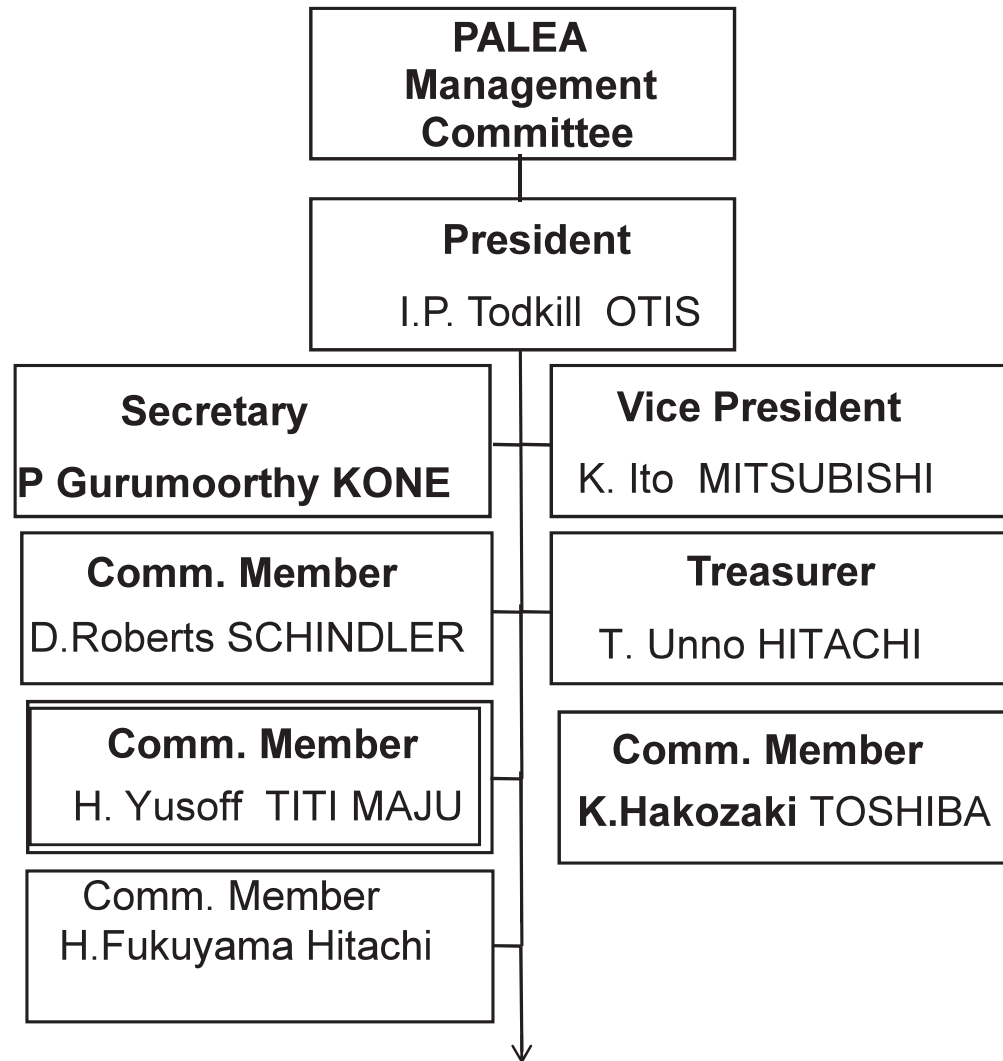 PALEA
Management
Committee
President
I.P. Todkill OTIS
Secretary
P Gurumoorthy KONE
Vice President
K. Ito MITSUBISHI
Comm. Member
D.Roberts SCHINDLER
Treasurer
T. Unno HITACHI
Comm. Member
H. Yusoff TITI MAJU
Comm. Member
K.Hakozaki TOSHIBA
Comm. Member
H.Fukuyama Hitachi